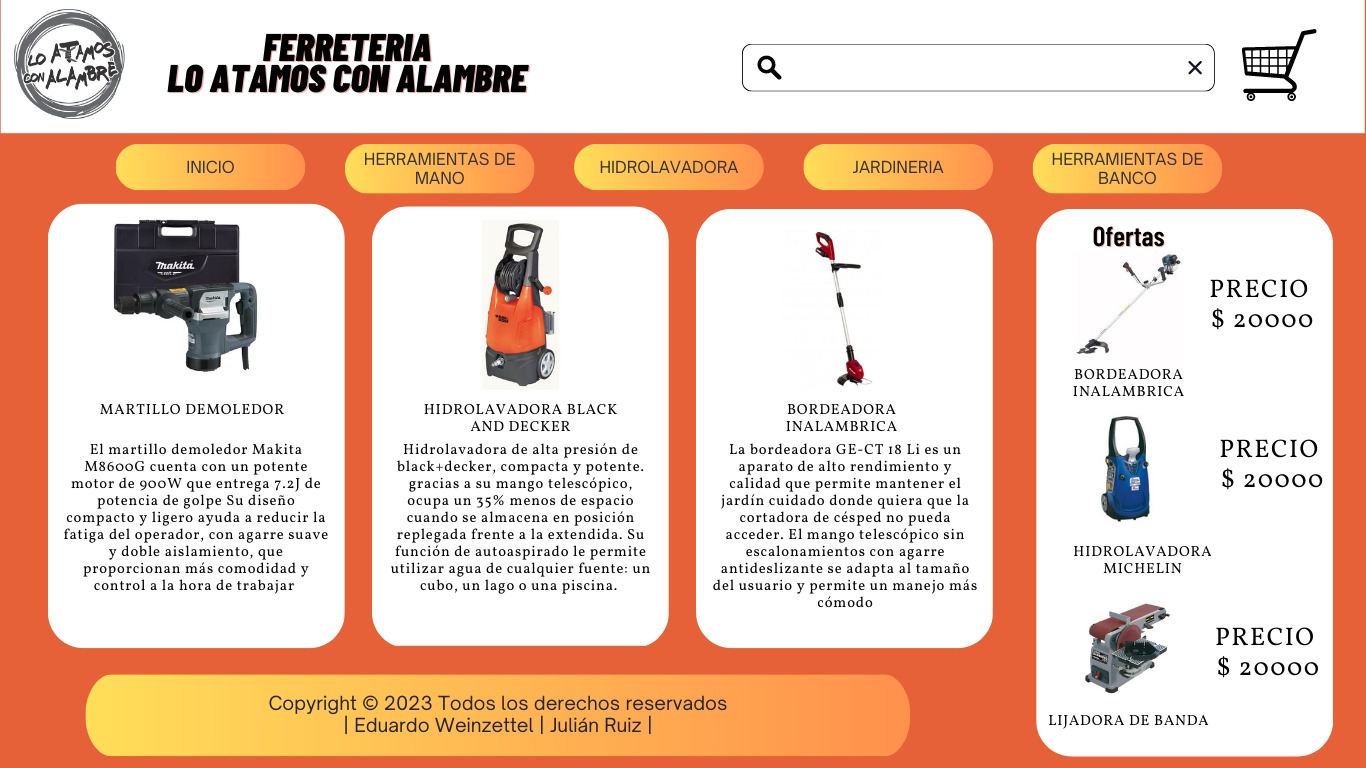 LO ATAMOS
CON ALAMBRE
FERRETERIA
LO ATAMOS CON ALAMBRE
INICIO
HERRAMIENTAS DE
MANO
HIDROLAVADORA
JARDINERIA
HERRAMIENTAS DE
BANCO
makita
MARTILLO DEMOLEDOR
El martillo demoledor Makita
M8600G cuenta con un potente
motor de 900W que entrega 7.2J de
potencia de golpe Su diseño
compacto y ligero ayuda a reducir la
fatiga del operador, con agarre suave
y doble aislamiento, que
proporcionan más comodidad y
control a la hora de trabajar
HIDROLAVADORA BLACK
AND DECKER
Hidrolavadora de alta presión de
black+decker, compacta y potente.
gracias a su mango telescópico,
ocupa un 35% menos de espacio
cuando se almacena en posición
replegada frente a la extendida. Su
función de autoaspirado le permite
utilizar agua de cualquier fuente: un
cubo, un lago o una piscina.
BORDEADORA
INALAMBRICA
La bordeadora GE-CT 18 Li es un
aparato de alto rendimiento y
calidad que permite mantener el
jardín cuidado donde quiera que la
cortadora de césped no pueda
acceder. El mango telescópico sin
escalonamientos con agarre
antideslizante se adapta al tamaño
del usuario y permite un manejo más
cómodo
Ofertas
PRECIO
$ 20000
BORDEADORA
INALAMBRICA
PRECIO
$ 20000
HIDROLAVADORA
MICHELIN
PRECIO
$ 20000
LIJADORA DE BANDA
Copyright © 2023 Todos los derechos reservados
| Eduardo Weinzettel | Julián Ruiz |